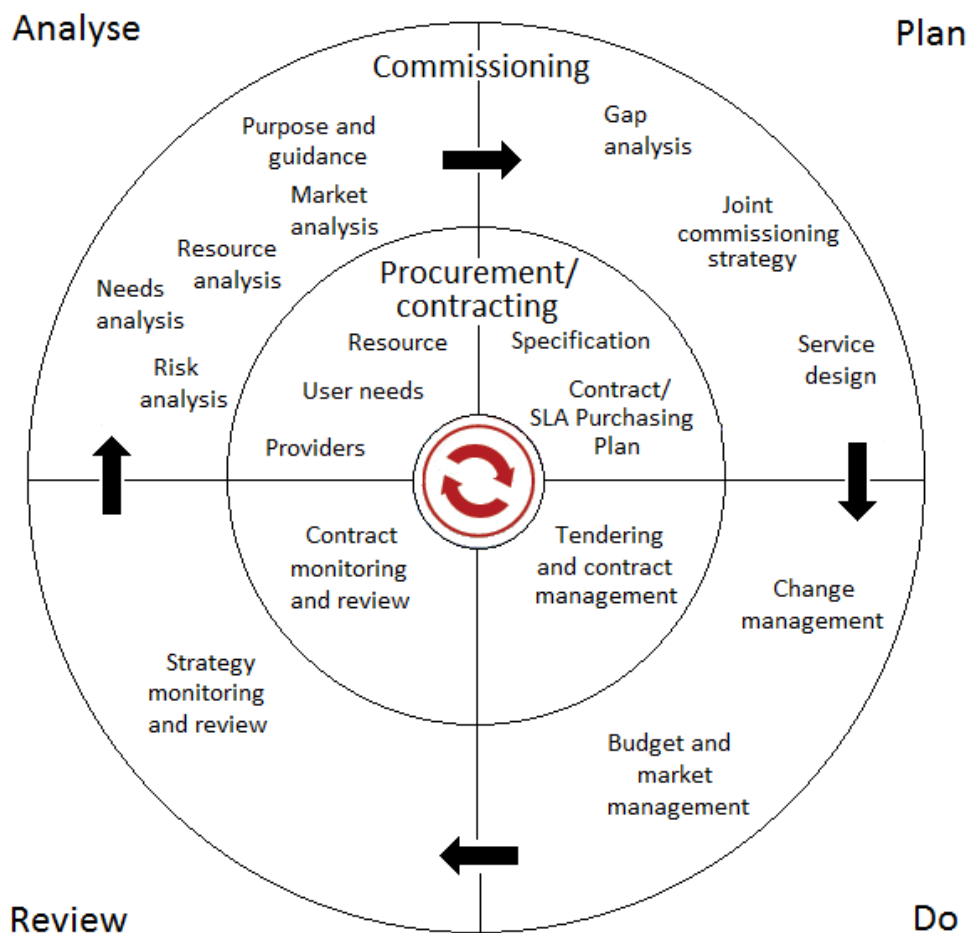 Analyse
Plan
Commissioning
Purpose and
guidance
Market
analysis
Resource
analysis
Needs
analysis
Risk
analysis
Gap
analysis
Joint
commissioning
strategy
Service
design
Procurement/
contracting
Resource
User needs
Providers
Specification
Contract/
SLA Purchasing
Plan
Contract
monitoring
and review
Tendering
and contract
management
Change
management
Strategy
monitoring
and review
Budget and
market
management
Review
Do